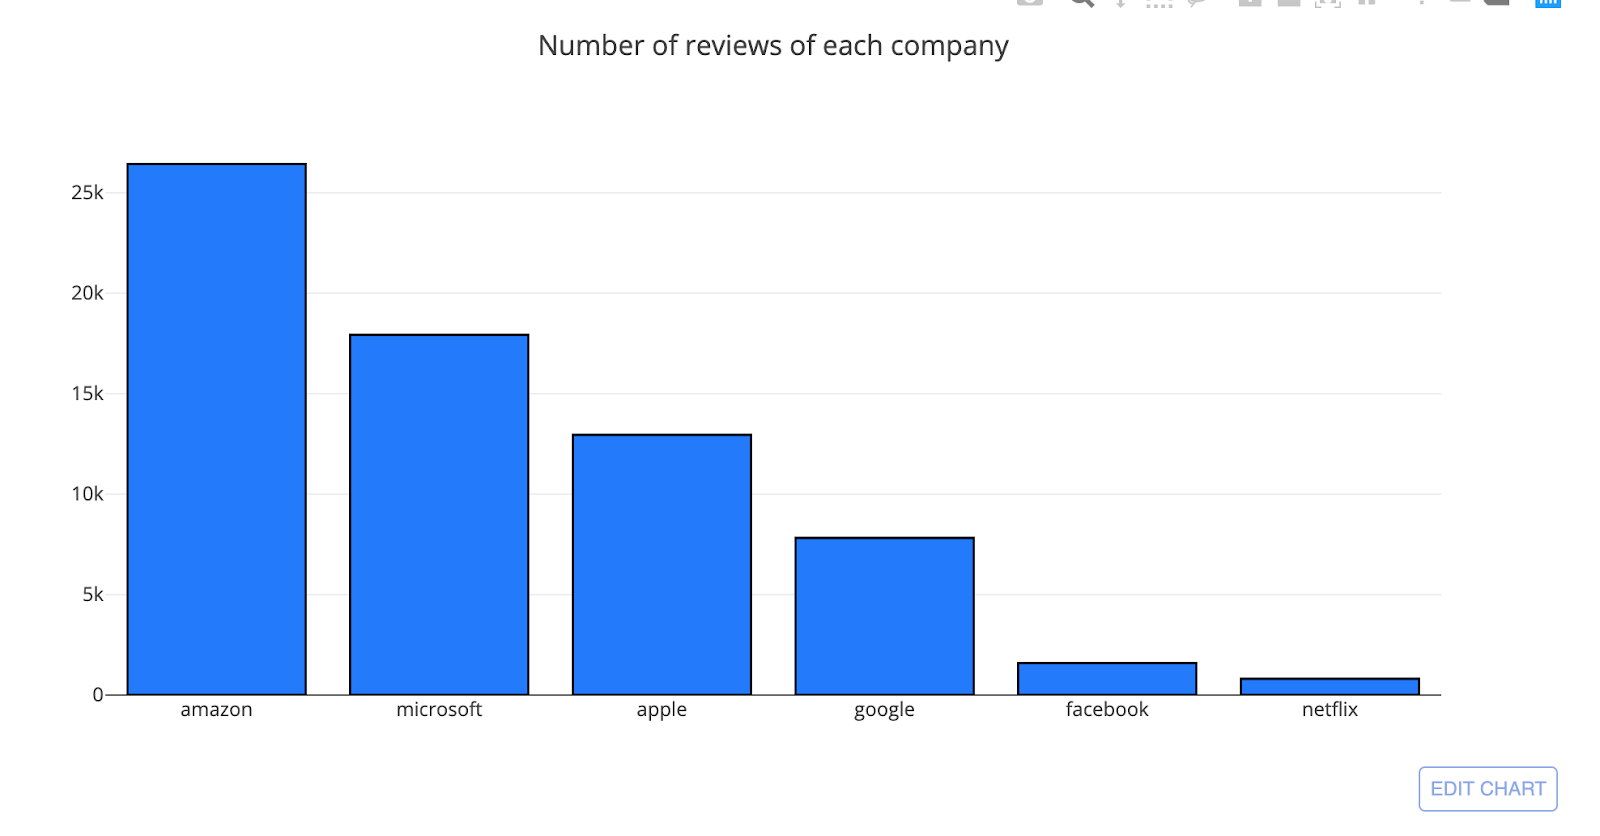 Number of reviews of each company
25k
20k
15k
10k
5k
0
amazon microsoft apple google facebook netflix
EDIT CHART